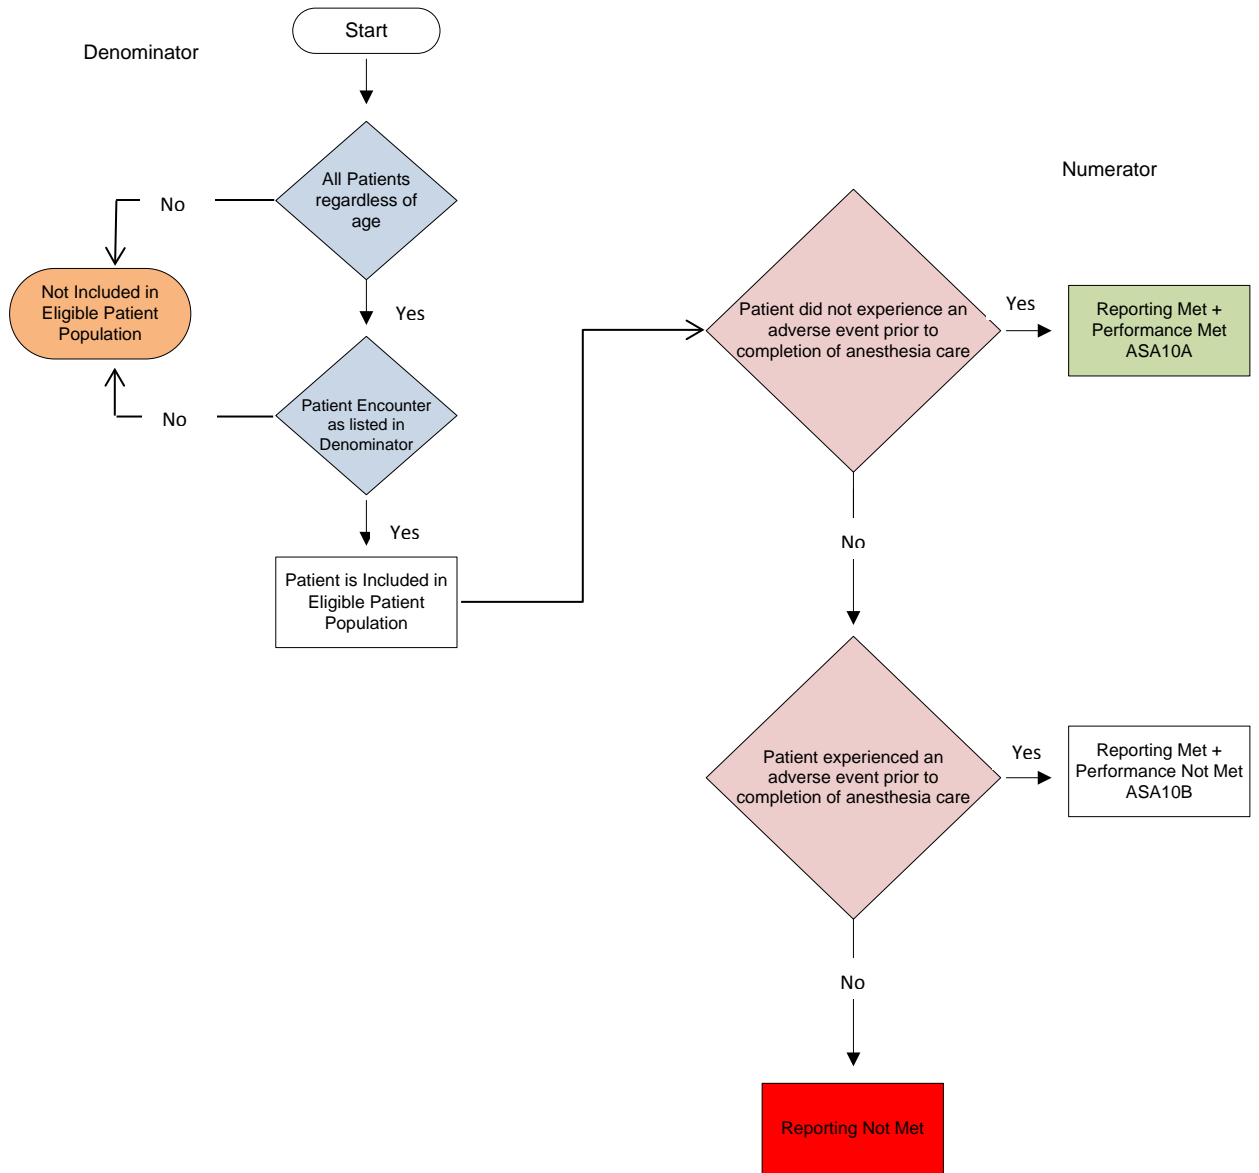 Start
Denominator
All Patients
regardless of
age
No
Not Included in
Eligible Patient
Population
Yes
Patient Encounter
as listed in
Denominator
No
Yes
Patient is Included in
Eligible Patient
Population
Numerator
Patient did not experience an
adverse event prior to
completion of anesthesia care
Yes
Reporting Met +
Performance Met
ASA10A
No
Patient experienced an
adverse event prior to
completion of anesthesia care
Yes
Reporting Met +
Performance Not Met
ASA10B
No
Reporting Not Met